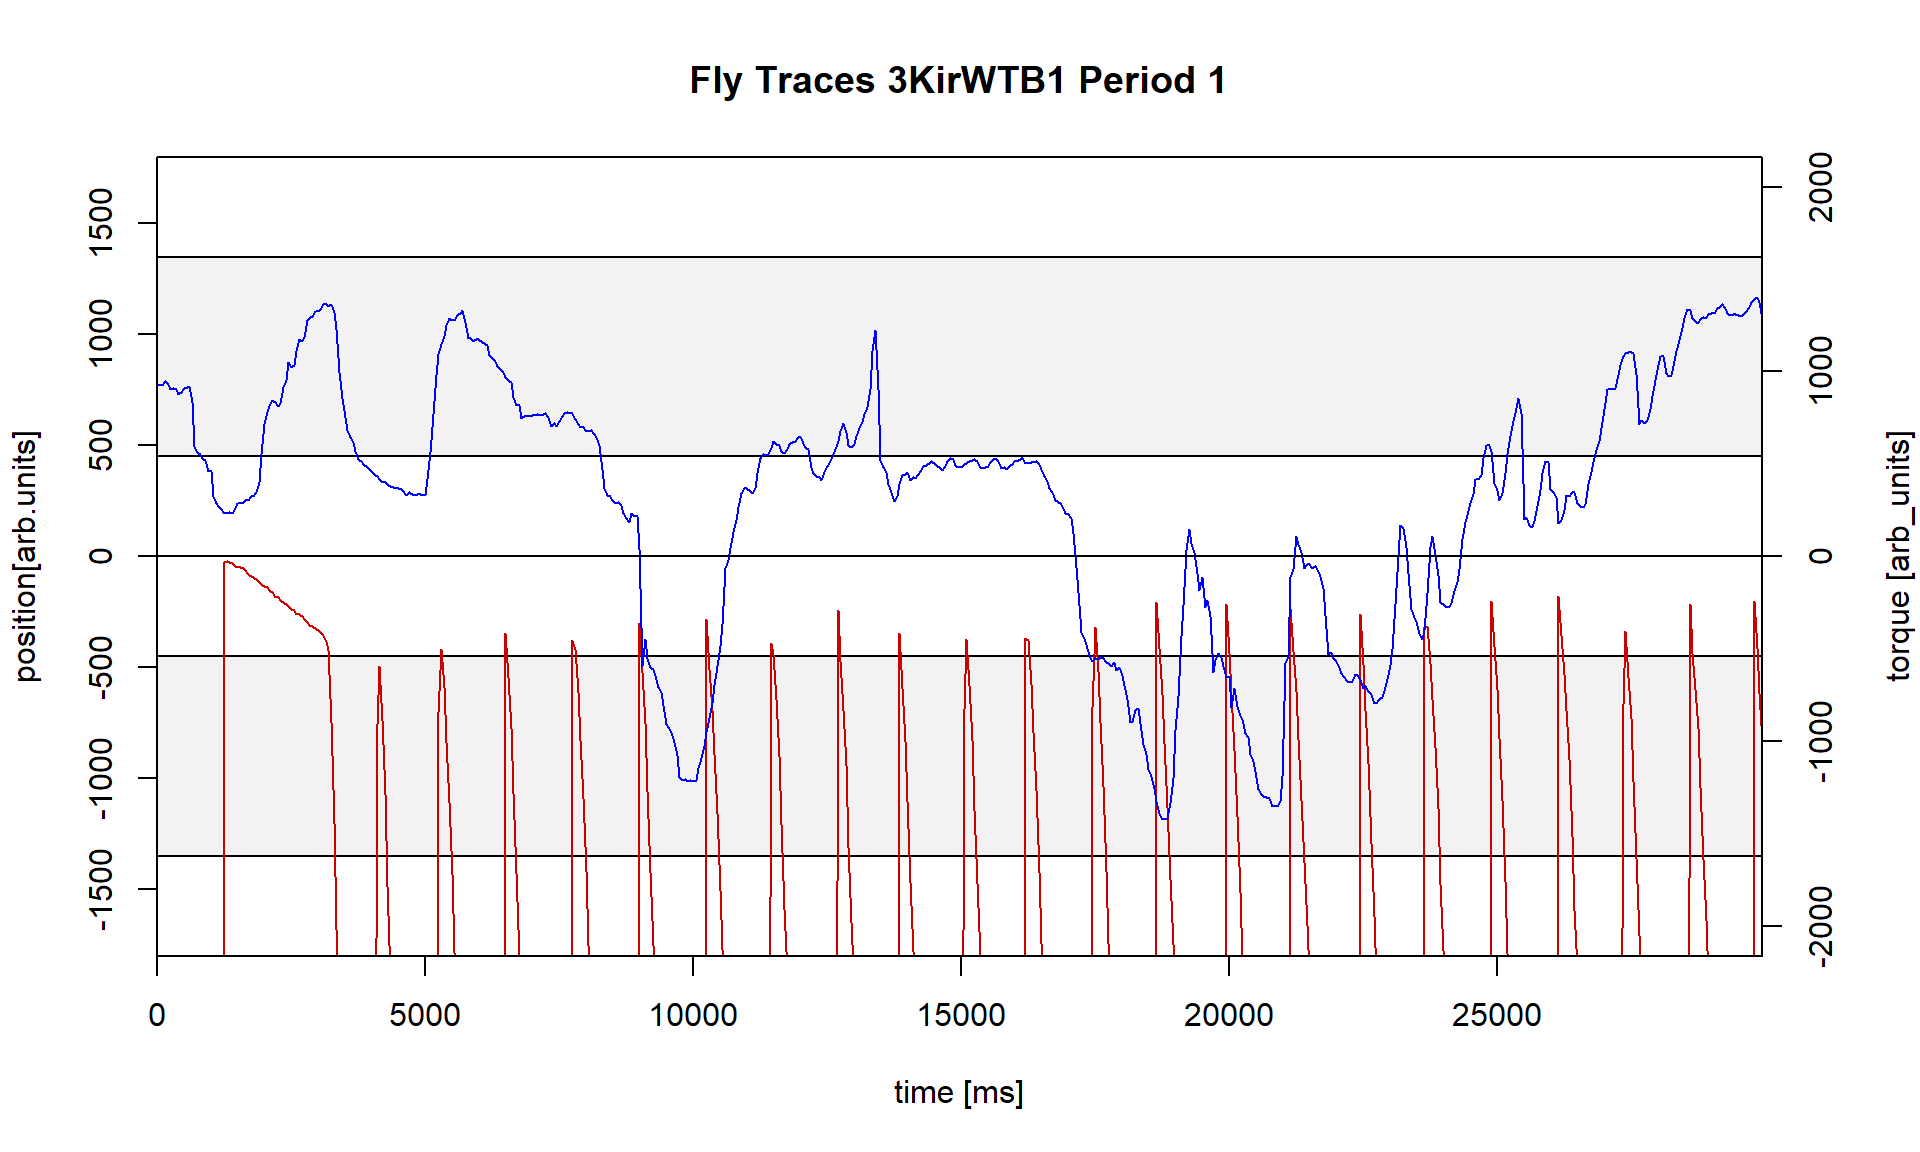 Fly Traces 3KirWTB1 Period 1
position[arb.units]
1500
1000
500
0
-500
-1000
-1500
2000
1000
0
-1000
-2000
torque [arb_units]
0 5000 10000 15000 20000 25000
time [ms]